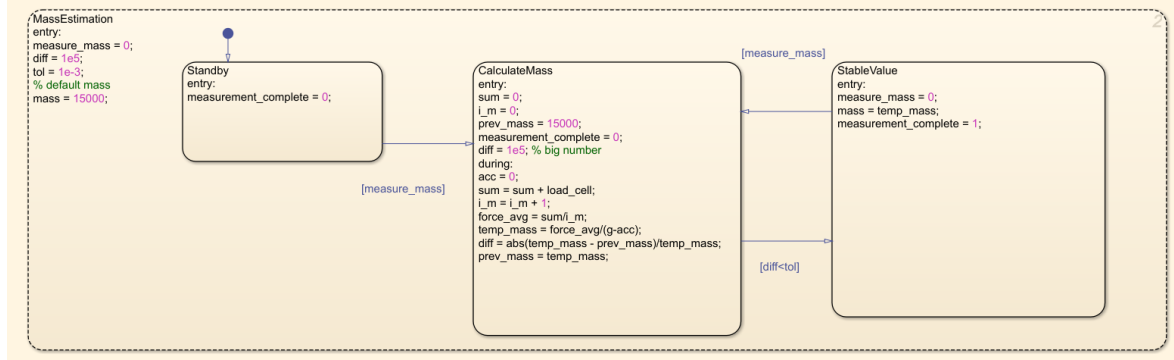 MassEstimation
entry:
measure_mass = 0;
diff = 1e5;
tol = 1e-3;
% default mass
mass = 15000;
2
Standby
entry:
measurement_complete = 0;
[measure_mass]
CalculateMass
entry:
sum = 0;
i_m = 0;
prev_mass = 15000;
measurement_complete = 0;
diff = 1e5; % big number
during:
acc = 0;
sum = sum + load_cell;
i_m = i_m + 1;
force_avg = sum/i_m;
temp_mass = force_avg/(g-acc);
diff = abs(temp_mass - prev_mass)/temp_mass;
prev_mass = temp_mass;
[measure_mass]
[diff<tol]
StableValue
entry:
measure_mass = 0;
mass = temp_mass;
measurement_complete = 1;